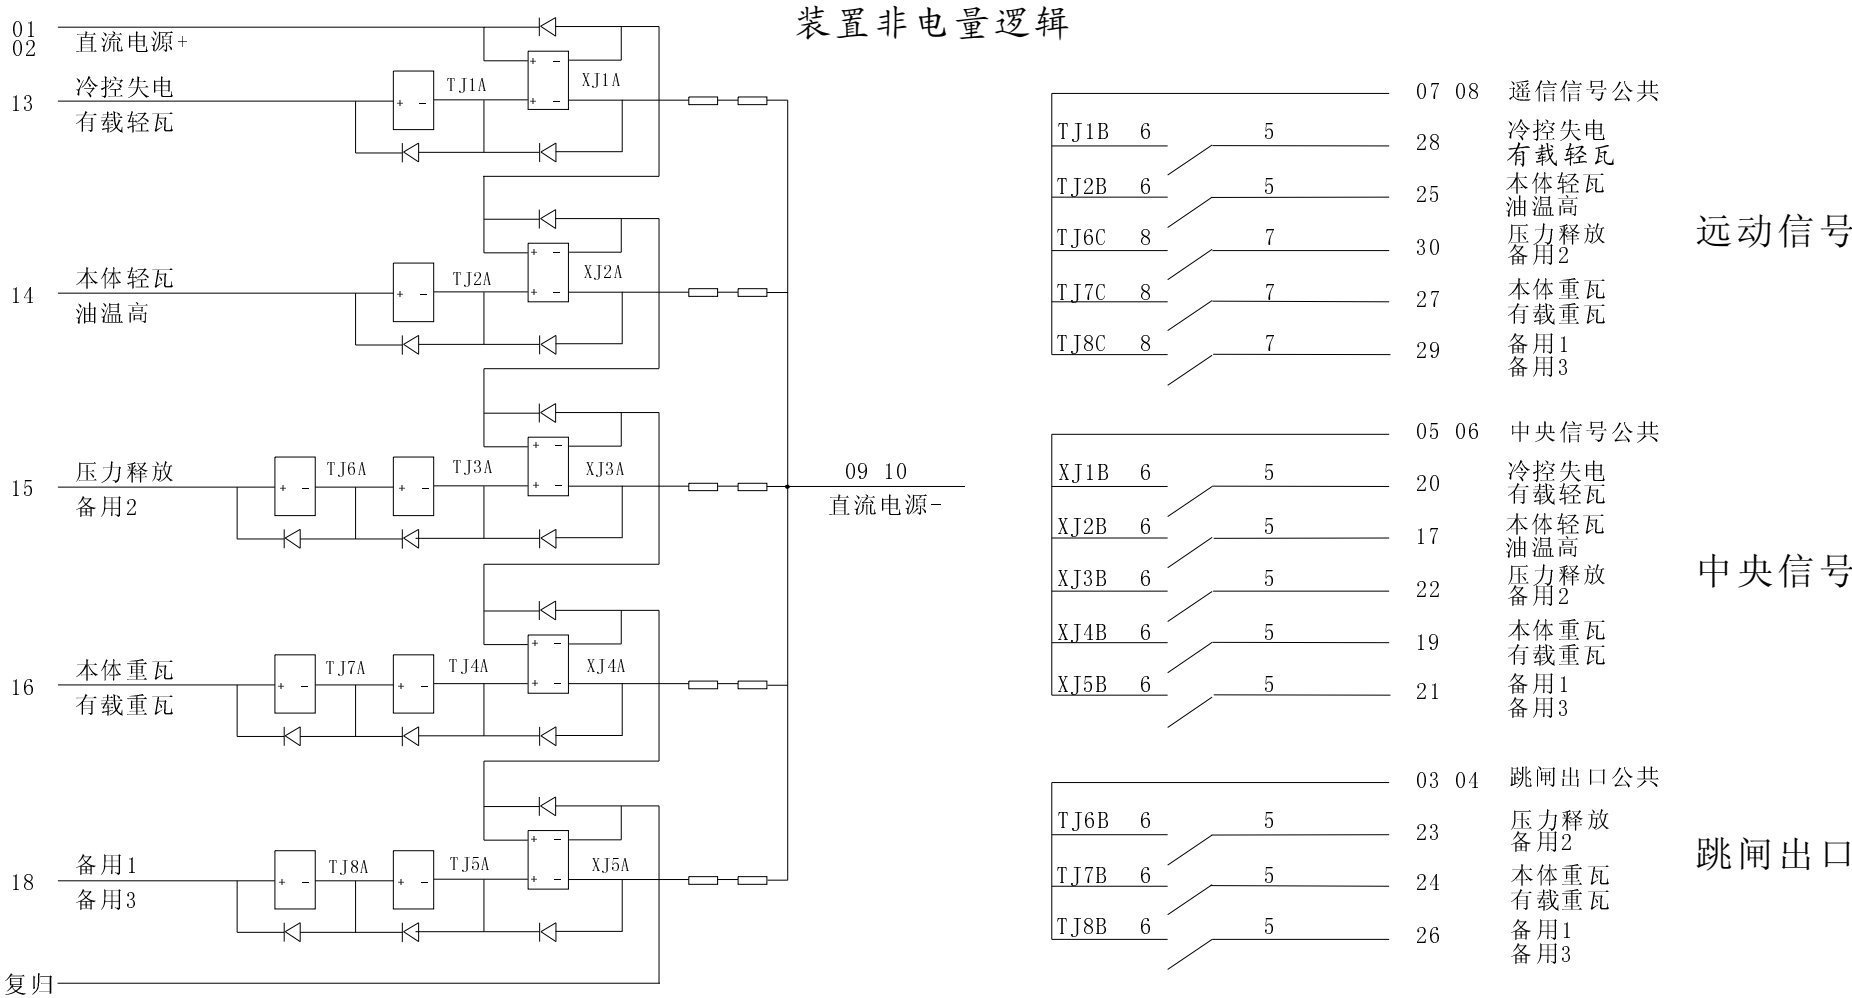 装置非电量逻辑
01
02
直流电源+
13
冷控失电
有载轻瓦
TJ1A
XJ1A
14
本体轻瓦
油温高
TJ2A
XJ2A
15
压力释放
备用2
TJ6A
TJ3A
XJ3A
09 10
直流电源-
16
本体重瓦
有载重瓦
TJ7A
TJ4A
XJ4A
18
备用1
备用3
TJ8A
TJ5A
XJ5A
复归
07 08 遥信信号公共
TJ1B 6 5 28 冷控失电
有载轻瓦
TJ2B 6 5 25 本体轻瓦
油温高
TJ6C 8 7 30 压力释放
备用2
TJ7C 8 7 27 本体重瓦
有载重瓦
TJ8C 8 7 29 备用1
备用3
远动信号
05 06 中央信号公共
XJ1B 6 5 20 冷控失电
有载轻瓦
XJ2B 6 5 17 本体轻瓦
油温高
XJ3B 6 5 22 压力释放
备用2
XJ4B 6 5 19 本体重瓦
有载重瓦
XJ5B 6 5 21 备用1
备用3
中央信号
03 04 跳闸出口公共
TJ6B 6 5 23 压力释放
备用2
TJ7B 6 5 24 本体重瓦
有载重瓦
TJ8B 6 5 26 备用1
备用3
跳闸出口